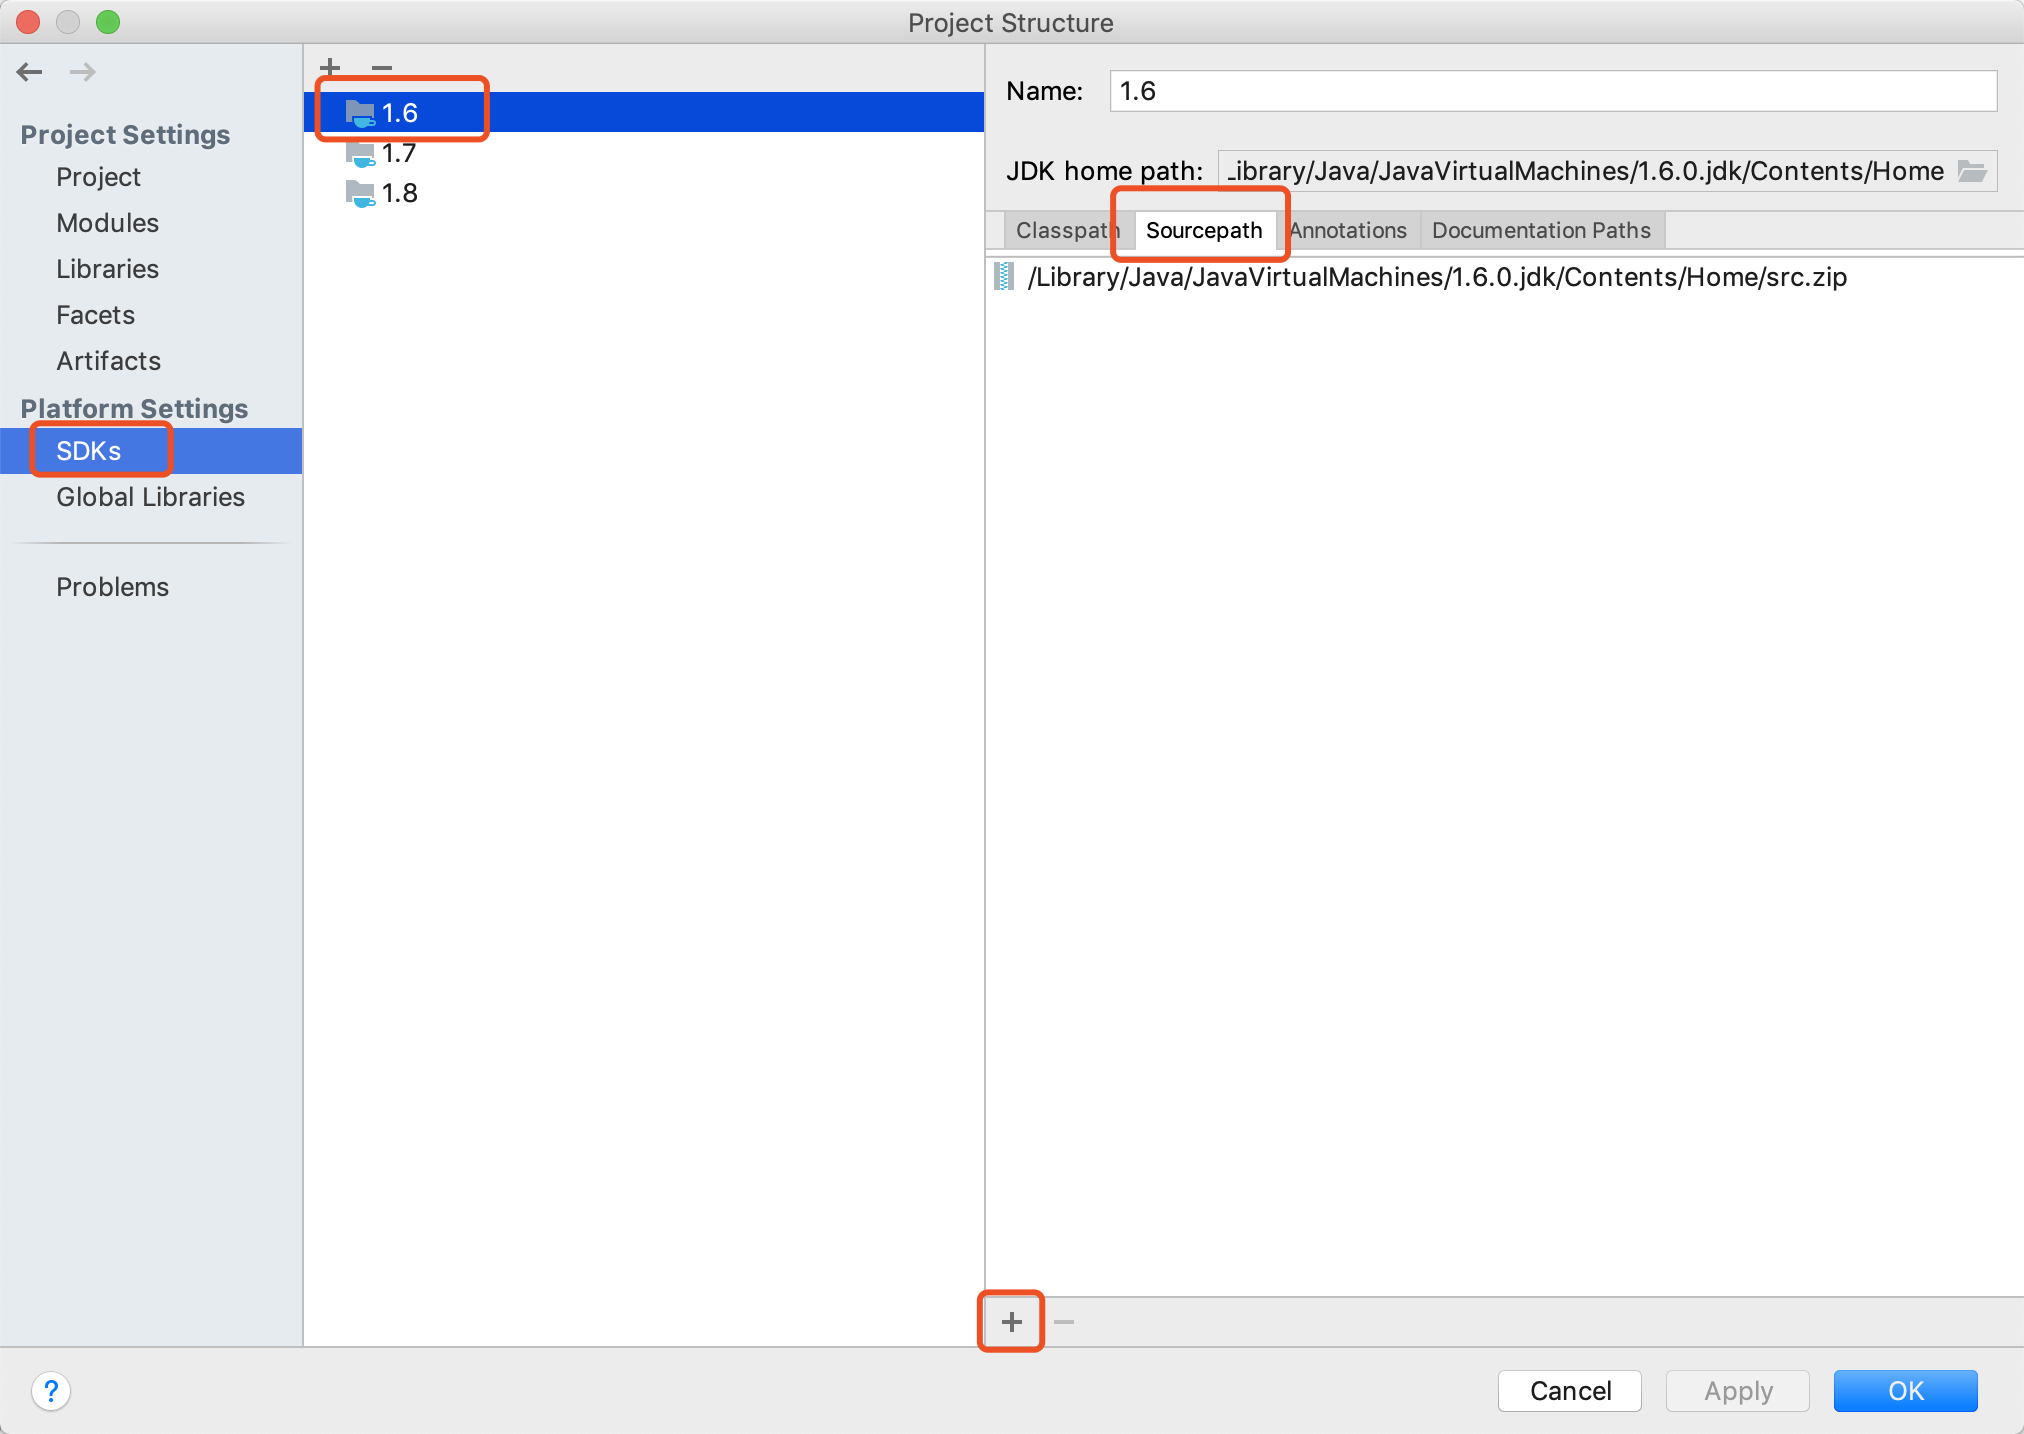 Project Structure
Project Settings
Project
Modules
Libraries
Facets
Artifacts
Platform Settings
SDKs
Global Libraries
Problems
1.6
1.7
1.8
Name: 1.6
JDK home path: Library/Java/JavaVirtualMachines/1.6.0.jdk/Contents/Home
Classpath Sourcepath Annotations Documentation Paths
/Library/Java/JavaVirtualMachines/1.6.0.jdk/Contents/Home/src.zip
? Cancel Apply OK